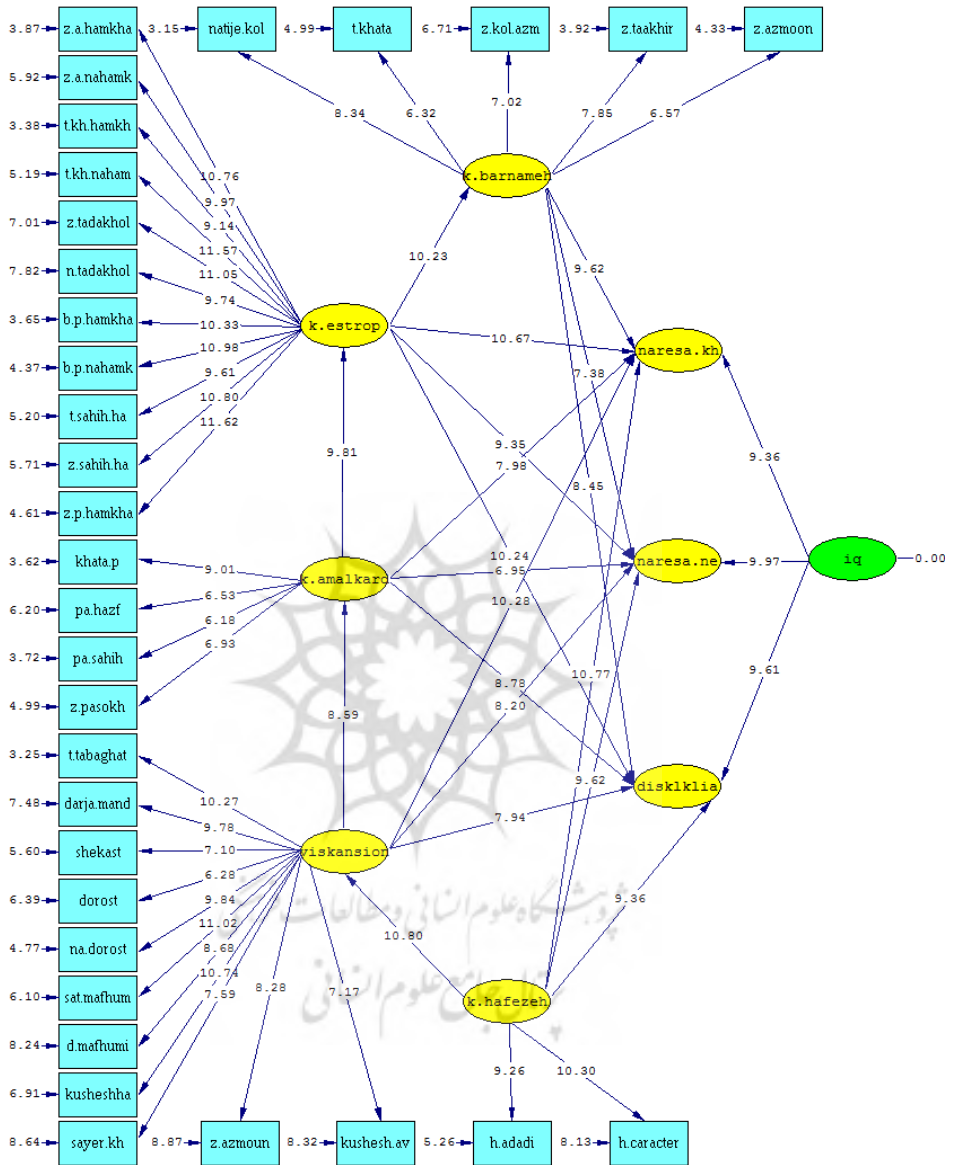 3.87 z.a.hamkha 3.15 natije.kol 4.99 t.khata 6.71 z.kol.azm 3.92 z.taakhir 4.33 z.azmoon
5.92 z.a.nahamk
8.34 6.32 7.02 7.85 6.57
3.38 t.kh.hamkh
5.19 t.kh.naham
10.76 k.barnameh
9.97
9.14
7.01 z.tadakhol
11.57
11.05
10.23
9.62
7.82 n.tadakhol
9.74
3.65 b.p.hamkha
10.33 k.estrop
10.67 naresa.kh
4.37 b.p.nahamk
10.98
9.61
7.38
5.20 t.sahih.ha
10.80
11.62
9.35
9.81
7.98
9.36
5.71 z.sahih.ha
8.45
4.61 z.p.hamkha
3.62 khata.p
9.01
10.24
6.95
naresa.ne 9.97 iq 0.00
k.amalkard
6.53
6.18
6.93
10.28
6.20 pa.hazf
3.72 pa.sahih
10.77
9.61
8.78
8.20
4.99 z.pasokh
8.59
3.25 t.tabaghat
9.62
disklklia
7.48 darja.mand
10.27
9.78
7.94
5.60 shekast
7.10 viskansion
6.28
6.39 dorost
9.84
پژوهشگاه علوم انسانی و مطالعات فرهنگی
9.36
11.02
10.80
4.77 na.dorost
8.68
10.74
7.59
8.28
7.17
پرتال جامع علوم انسانی
6.10 sat.mafhum
k.hafezeh
8.24 d.mafhumi
9.26
10.30
6.91 kusheshha
8.64 sayer.kh 8.87 z.azmoun 8.32 kushesh.av 5.26 h.adadi 8.13 h.caracter